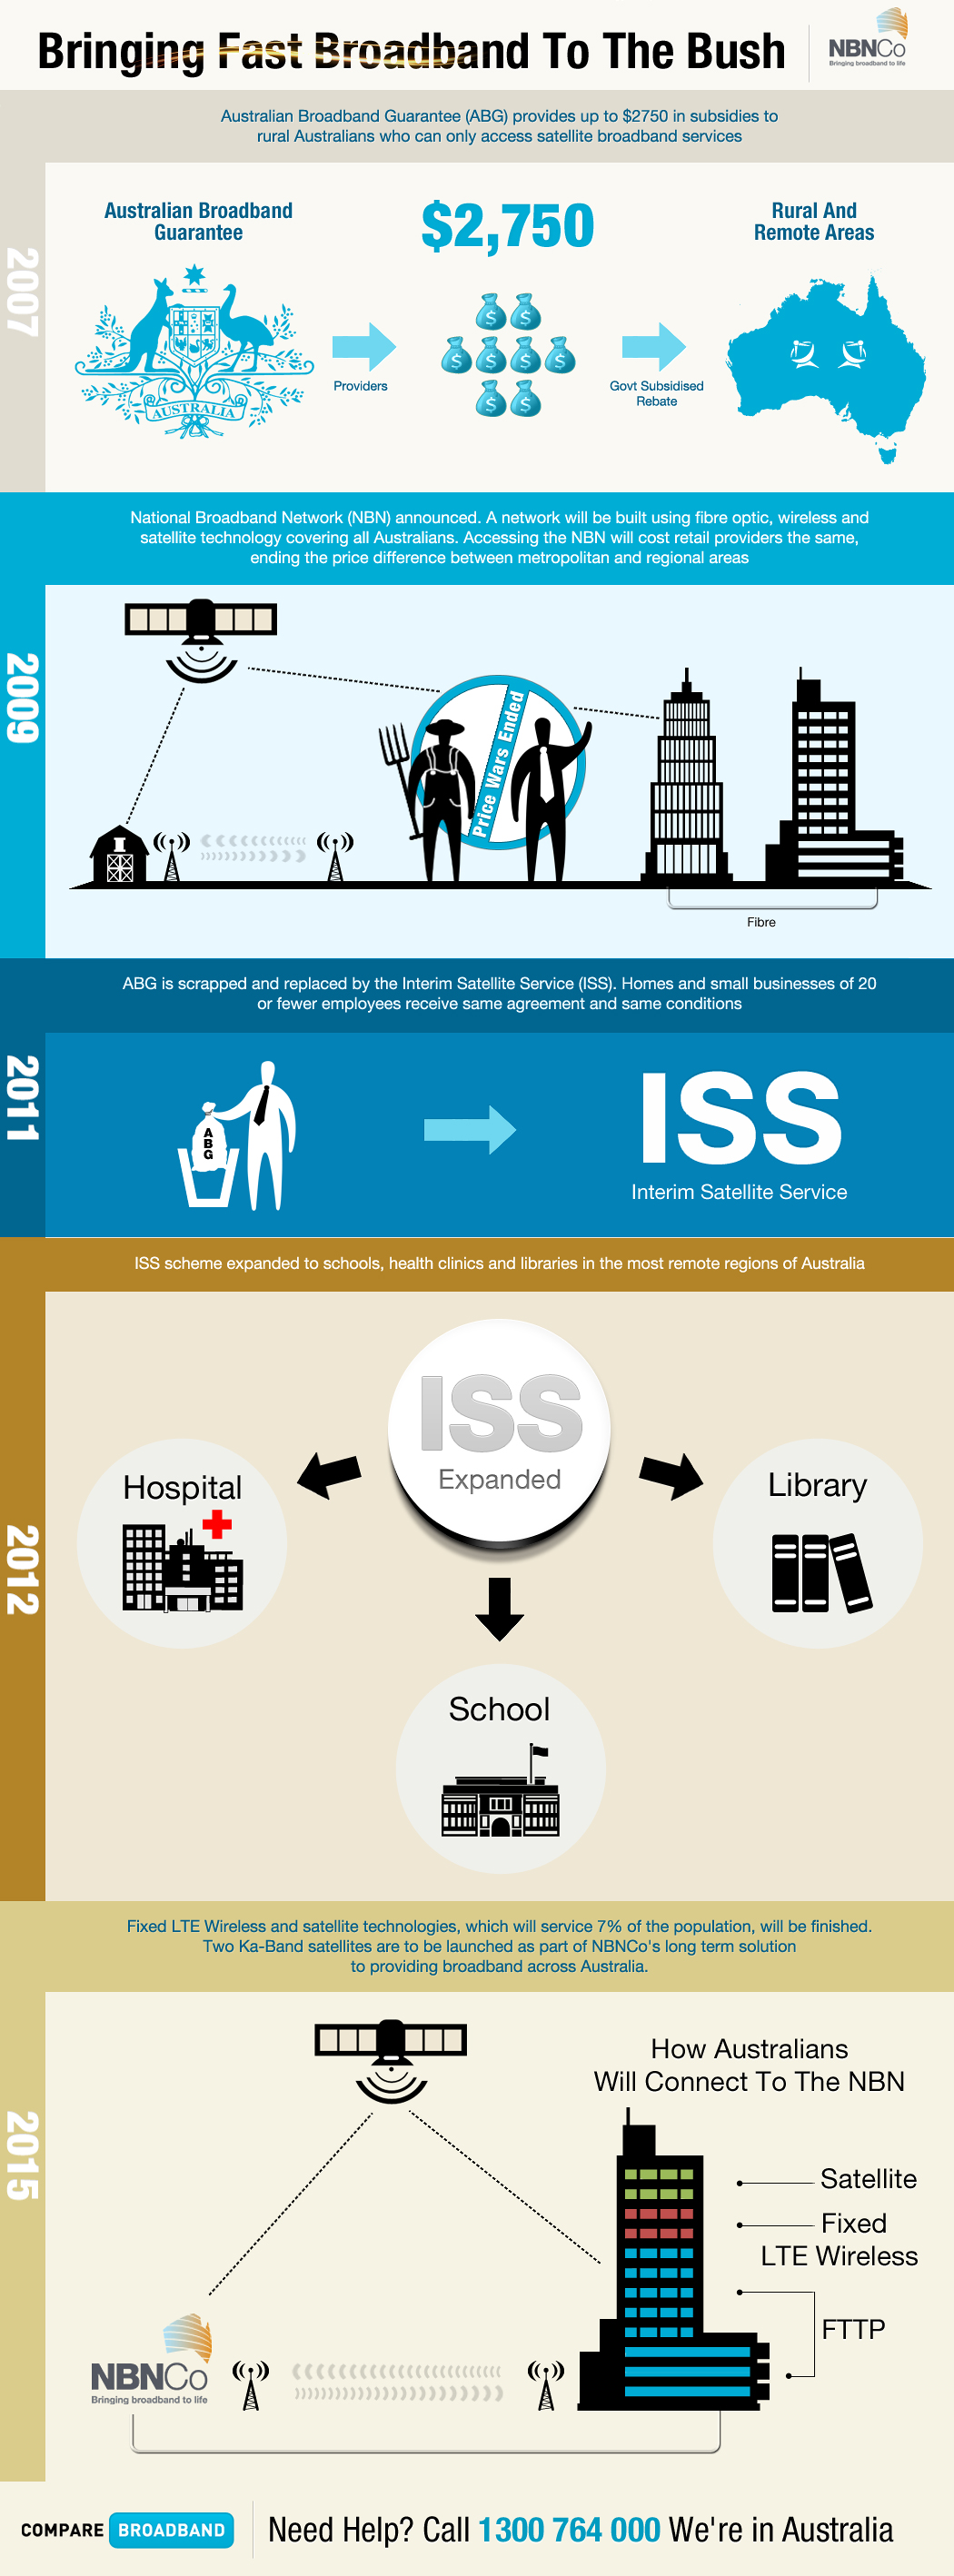 Bringing Fast Broadband To The Bush
NBNCo
Bringing broadband to life
Australian Broadband Guarantee (ABG) provides up to $2750 in subsidies to
rural Australians who can only access satellite broadband services
2007
Australian Broadband
Guarantee
$2,750
Rural And
Remote Areas
AUSTRALIA
Providers
$ $
$ $ $ $
$ $
Govt Subsidised
Rebate
National Broadband Network (NBN) announced. A network will be built using fibre optic, wireless and
satellite technology covering all Australians. Accessing the NBN will cost retail providers the same,
ending the price difference between metropolitan and regional areas
2009
Price Wars Ended
Fibre
ABG is scrapped and replaced by the Interim Satellite Service (ISS). Homes and small businesses of 20
or fewer employees receive same agreement and same conditions
2011
A
B
G
ISS
Interim Satellite Service
ISS scheme expanded to schools, health clinics and libraries in the most remote regions of Australia
2012
ISS
Expanded
Hospital
Library
School
Fixed LTE Wireless and satellite technologies, which will service 7% of the population, will be finished.
Two Ka-Band satellites are to be launched as part of NBNCo's long term solution
to providing broadband across Australia.
2015
How Australians
Will Connect To The NBN
Satellite
Fixed
LTE Wireless
FTTP
NBNCo
Bringing broadband to life
COMPARE BROADBAND
Need Help? Call 1300 764 000 We're in Australia